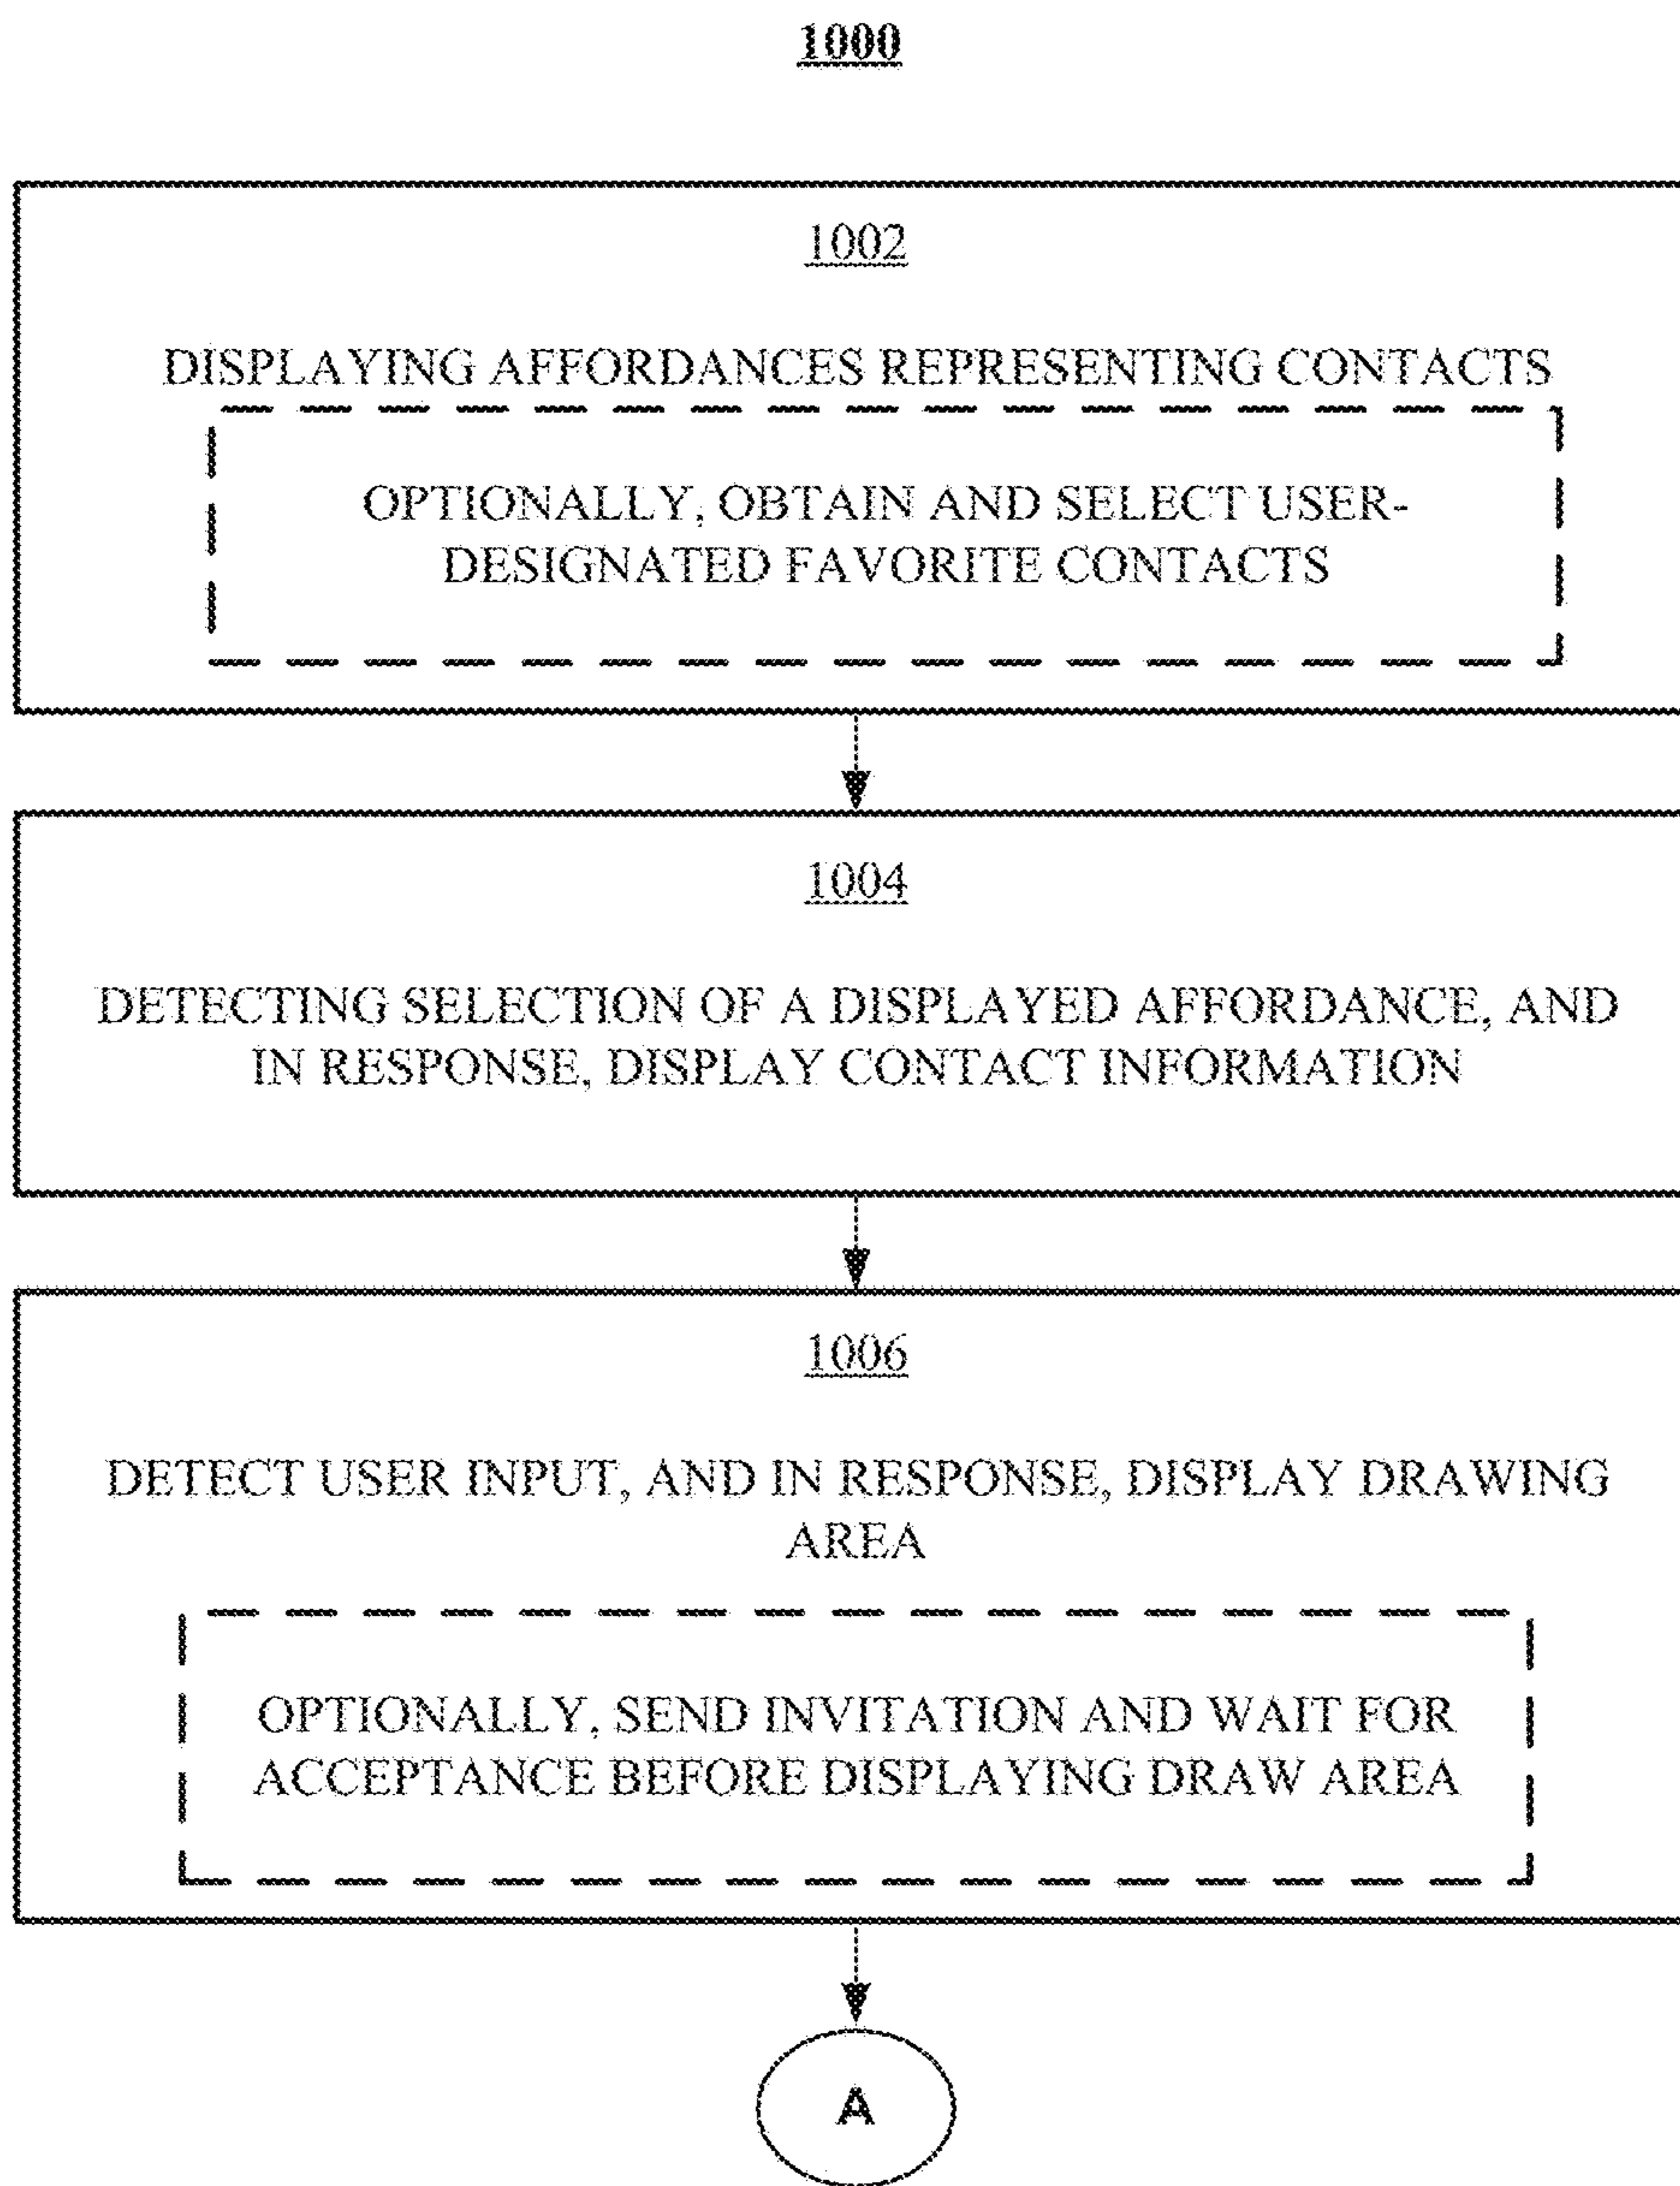 1000
1002
DISPLAYING AFFORDANCES REPRESENTING CONTACTS
OPTIONALLY, OBTAIN AND SELECT USER-
DESIGNATED FAVORITE CONTACTS
1004
DETECTING SELECTION OF A DISPLAYED AFFORDANCE, AND
IN RESPONSE, DISPLAY CONTACT INFORMATION
1006
DETECT USER INPUT, AND IN RESPONSE, DISPLAY DRAWING
AREA
OPTIONALLY, SEND INVITATION AND WAIT FOR
ACCEPTANCE BEFORE DISPLAYING DRAW AREA
A